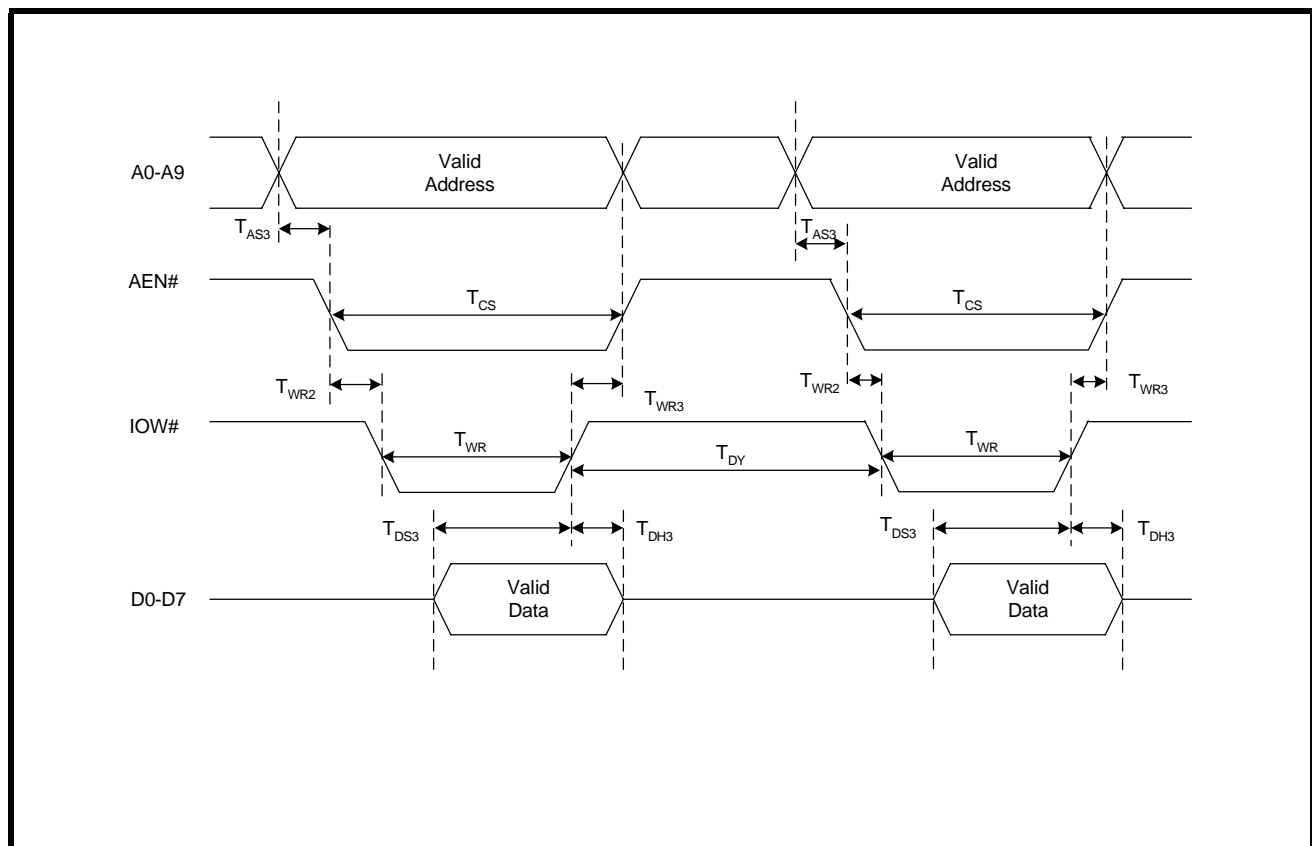 A0-A9
Valid
Address
Valid
Address
TAS3
TAS3
AEN#
TCS
TCS
TWR2
TWR3
TWR2
TWR3
IOW#
TWR
TDY
TWR
TDS3
TDH3
TDS3
TDH3
D0-D7
Valid
Data
Valid
Data